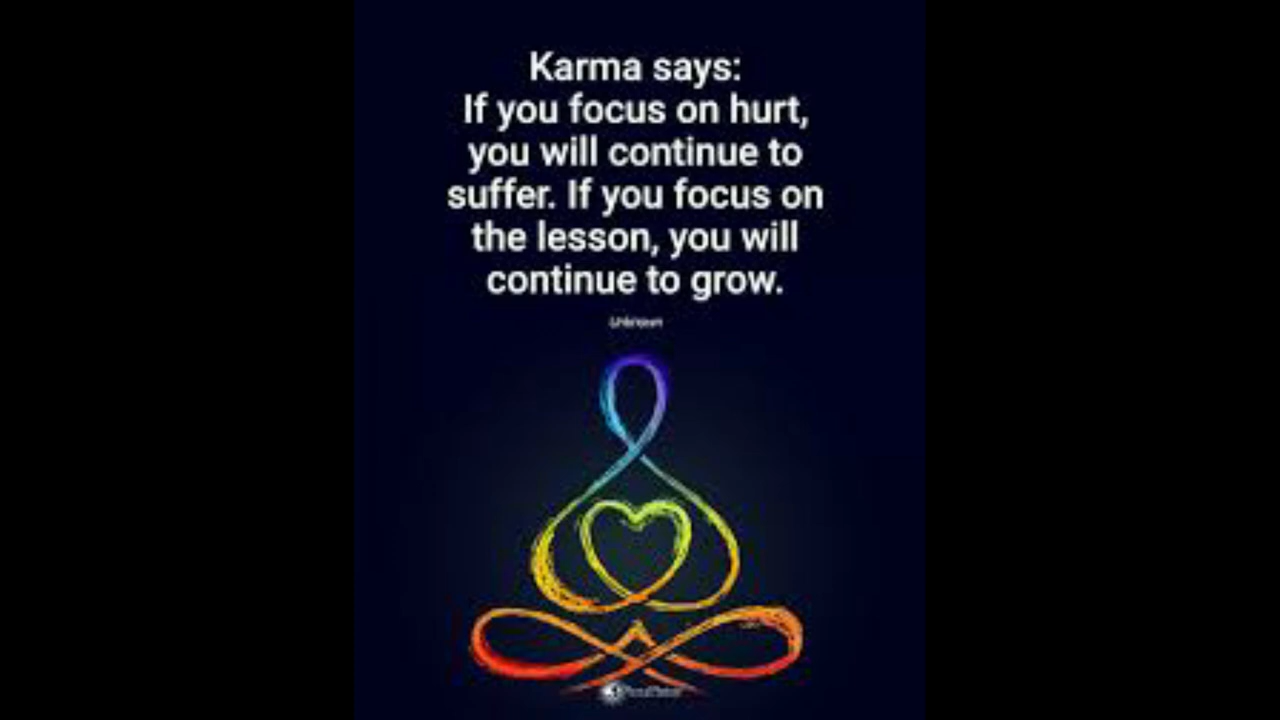 Karma says:
If you focus on hurt,
you will continue to
suffer. If you focus on
the lesson, you will
continue to grow.
Unknown